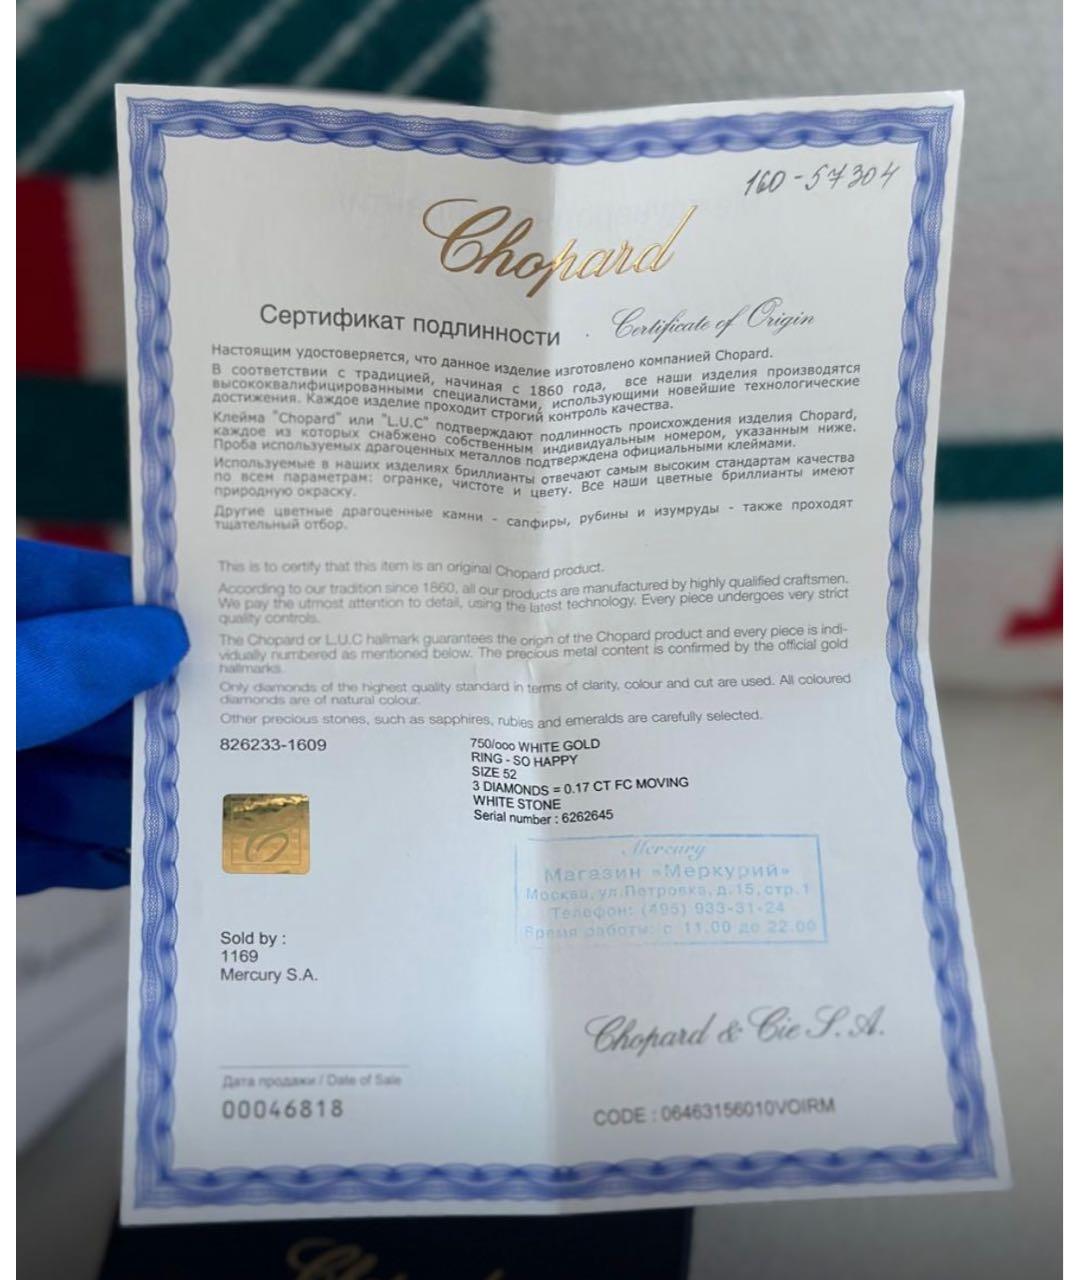 160-57304
Chopard
Сертификат подлинности . Certificate of Origin
Настоящим удостоверяется, что данное изделие изготовлено компанией Chopard.
В соответствии с традицией, начиная с 1860 года, все наши изделия производятся
высококвалифицированными специалистами, использующими новейшие технологические
достижения. Каждое изделие проходит строгий контроль качества.
Клейма "Chopard" или "L.U.C" подтверждают подлинность происхождения изделия Chopard,
каждое из которых снабжено собственным индивидуальным номером, указанным ниже.
Проба используемых драгоценных металлов подтверждена официальными клеймами.
Используемые в наших изделиях бриллианты отвечают самым высоким стандартам качества
по всем параметрам: огранке, чистоте и цвету. Все наши цветные бриллианты имеют
природную окраску.
Другие цветные драгоценные камни - сапфиры, рубины и изумруды - также проходят
тщательный отбор.
This is to certify that this item is an original Chopard product.
According to our tradition since 1860, all our products are manufactured by highly qualified craftsmen.
We pay the utmost attention to detail, using the latest technology. Every piece undergoes very strict
quality controls.
The Chopard or L.U.C hallmark guarantees the origin of the Chopard product and every piece is indi-
vidually numbered as mentioned below. The precious metal content is confirmed by the official gold
hallmarks.
Only diamonds of the highest quality standard in terms of clarity, colour and cut are used. All coloured
diamonds are of natural colour.
Other precious stones, such as sapphires, rubies and emeralds are carefully selected.
826233-1609
750/ooo WHITE GOLD
RING - SO HAPPY
SIZE 52
3 DIAMONDS = 0.17 CT FC MOVING
WHITE STONE
Serial number : 6262645
Mercury
Магазин «Меркурий»
Москва, ул.Петровка, д.15, стр.1
Телефон: (495) 933-31-24
Время работы: с 11.00 до 22.00
Sold by :
1169
Mercury S.A.
Chopard & Cie S.A.
Дата продажи / Date of Sale
00046818
CODE : 06463156010VOIRM
Chopard